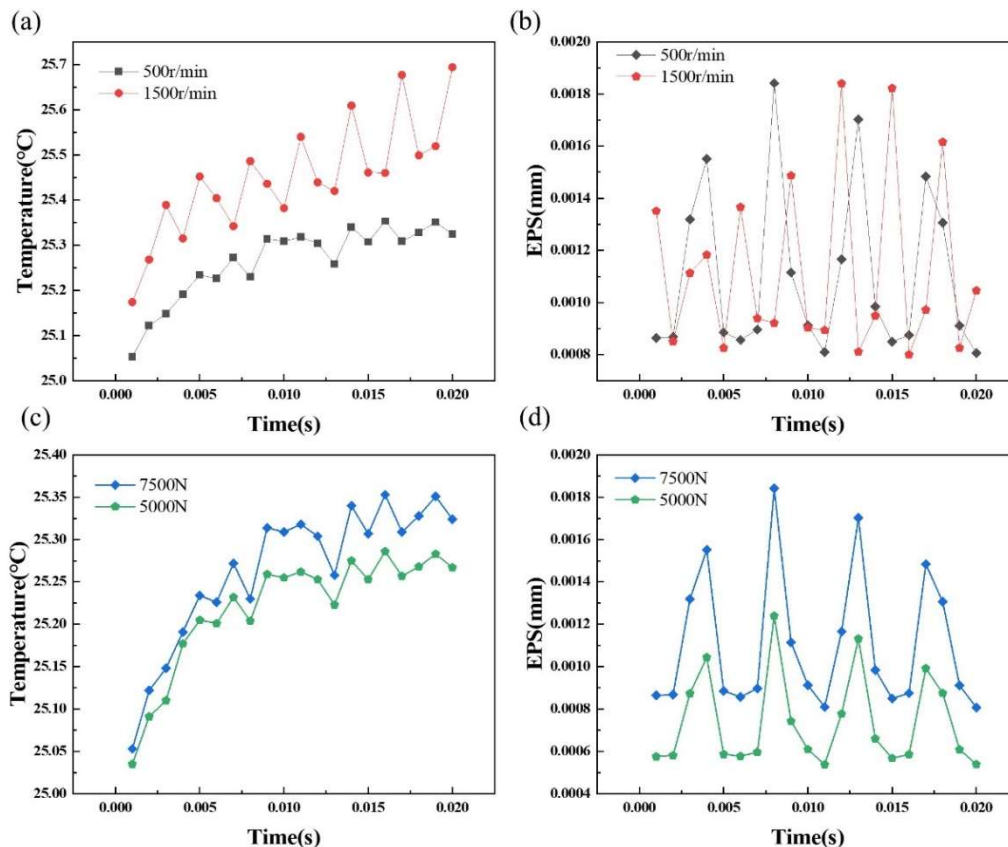 (a)
500r/min
1500r/min
Temperature(°C)
25.7
25.6
25.5
25.4
25.3
25.2
25.1
25.0
0.000 0.005 0.010 0.015 0.020
Time(s)
(b)
500r/min
1500r/min
EPS(mm)
0.0020
0.0018
0.0016
0.0014
0.0012
0.0010
0.0008
0.000 0.005 0.010 0.015 0.020
Time(s)
(c)
7500N
5000N
Temperature(°C)
25.40
25.35
25.30
25.25
25.20
25.15
25.10
25.05
25.00
0.000 0.005 0.010 0.015 0.020
Time(s)
(d)
7500N
5000N
EPS(mm)
0.0020
0.0018
0.0016
0.0014
0.0012
0.0010
0.0008
0.0006
0.0004
0.000 0.005 0.010 0.015 0.020
Time(s)